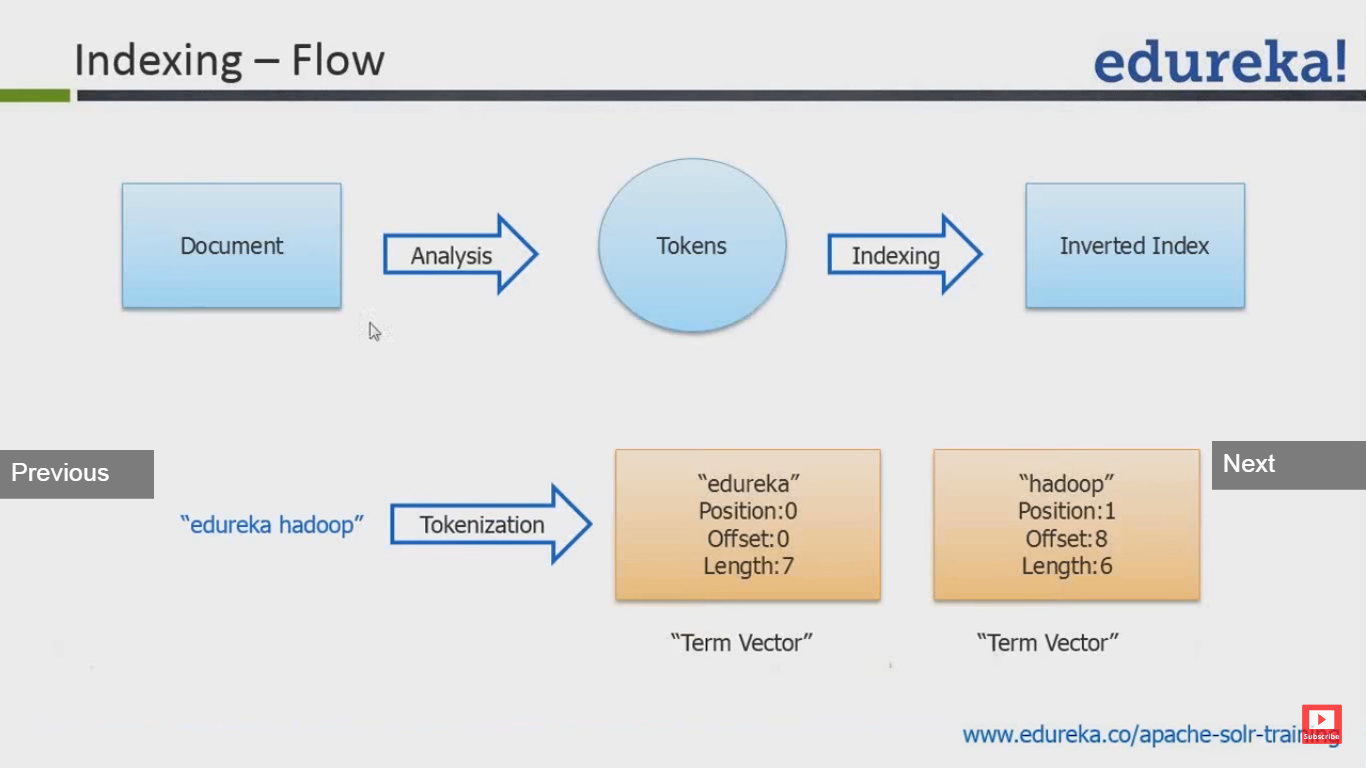 Indexing – Flow
edureka!
Document
Analysis
Tokens
Indexing
Inverted Index
Previous
Next
“edureka hadoop”
Tokenization
“edureka”
Position:0
Offset:0
Length:7
“hadoop”
Position:1
Offset:8
Length:6
“Term Vector”
“Term Vector”
www.edureka.co/apache-solr-training
Subscribe